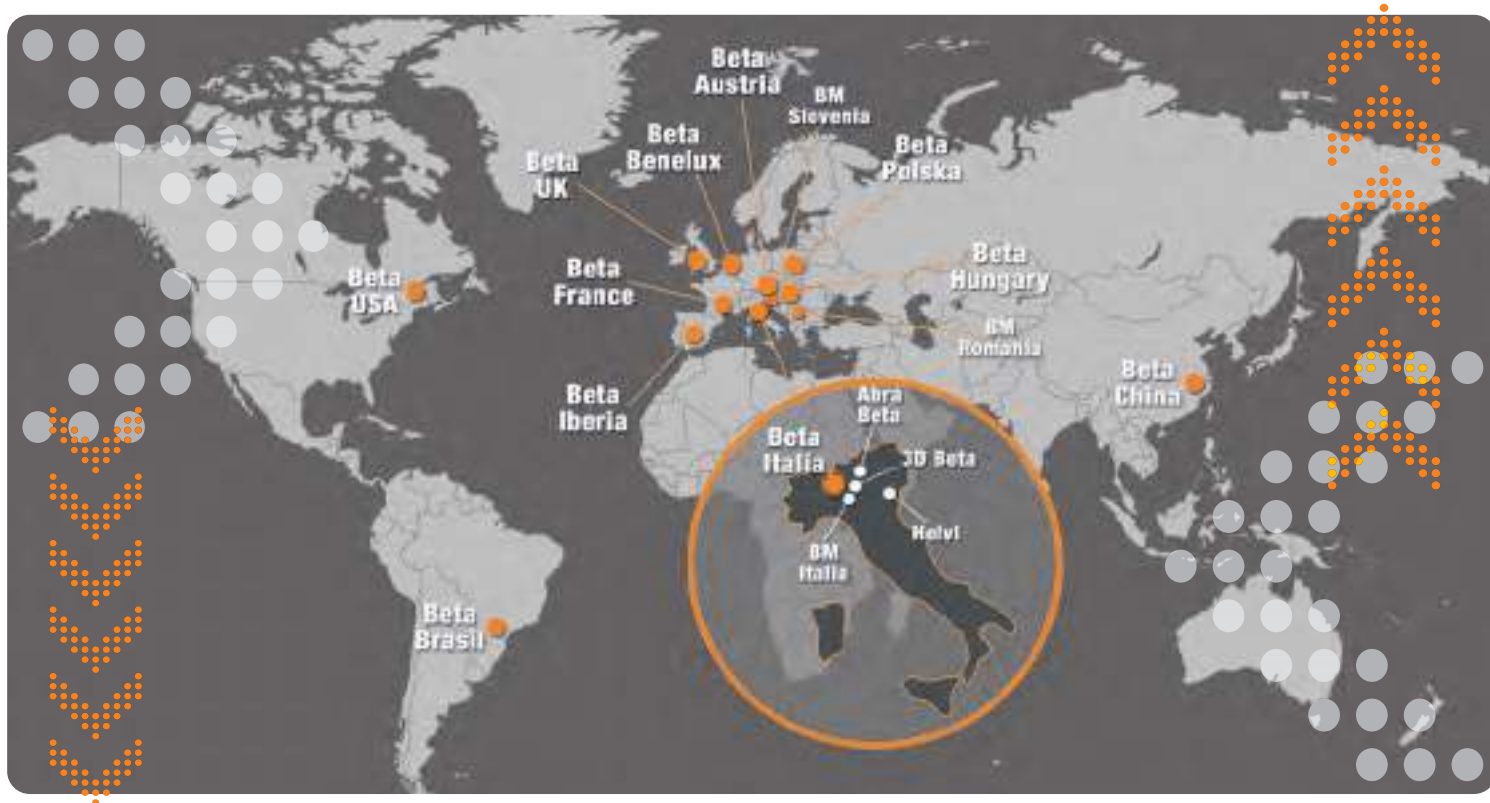 Beta
Austria
BM
Slovenia
Beta
Benelux
Beta
Polska
Beta
UK
Beta
France
Beta
Hungary
Beta
USA
BM
Romania
Beta
Iberia
Beta
China
Abra
Beta
Beta
Italia
3D Beta
Helvi
BM
Italia
Beta
Brasil